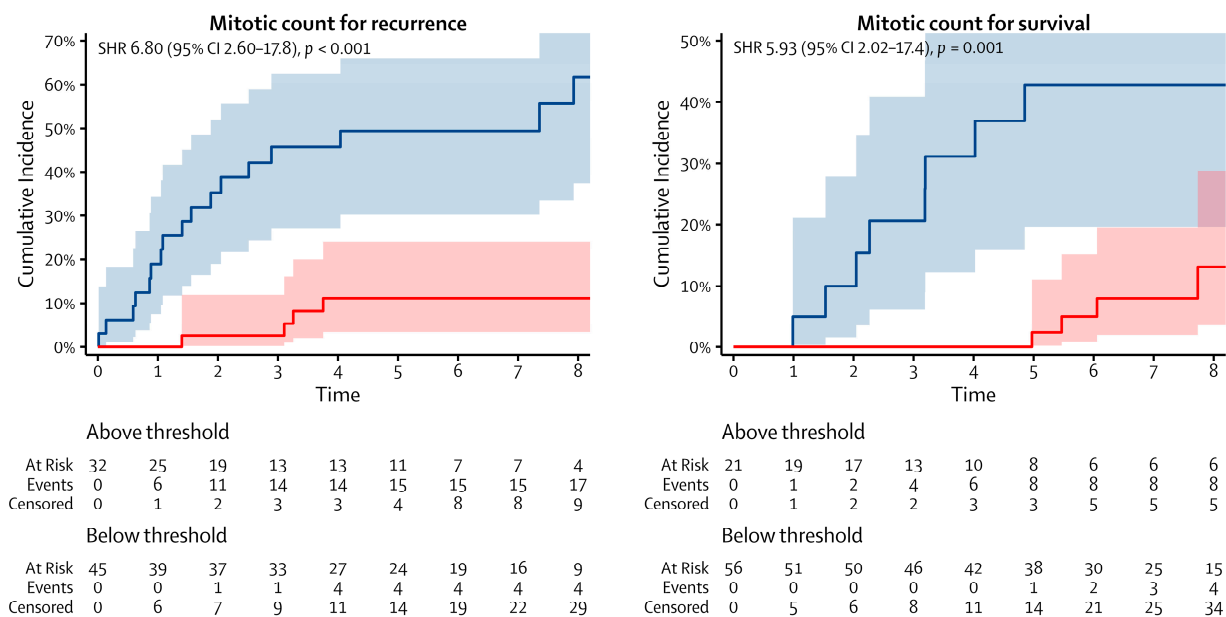 Mitotic count for recurrence
SHR 6.80 (95% CI 2.60–17.8), p < 0.001
70%
60%
50%
40%
30%
20%
10%
0%
Cumulative Incidence
0 1 2 3 4 5 6 7 8
Time
Above threshold
At Risk 32 25 19 13 13 11 7 7 4
Events 0 6 11 14 14 15 15 15 17
Censored 0 1 2 3 3 4 8 8 9
Below threshold
At Risk 45 39 37 33 27 24 19 16 9
Events 0 0 1 1 4 4 4 4 4
Censored 0 6 7 9 11 14 19 22 29
Mitotic count for survival
SHR 5.93 (95% CI 2.02–17.4), p = 0.001
50%
40%
30%
20%
10%
0%
Cumulative Incidence
0 1 2 3 4 5 6 7 8
Time
Above threshold
At Risk 21 19 17 13 10 8 6 6 6
Events 0 1 2 4 6 8 8 8 8
Censored 0 1 2 2 3 3 5 5 5
Below threshold
At Risk 56 51 50 46 42 38 30 25 15
Events 0 0 0 0 0 1 2 3 4
Censored 0 5 6 8 11 14 21 25 34